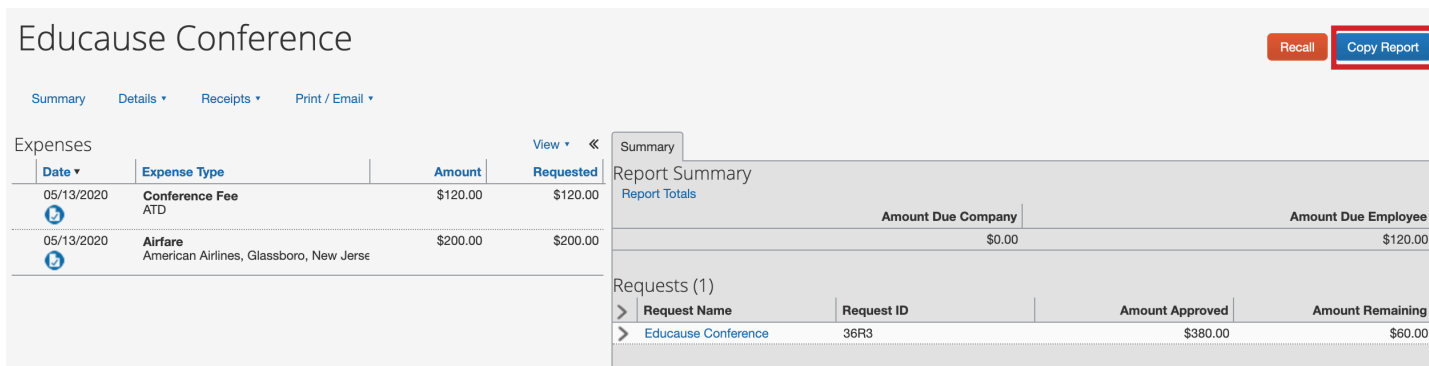 Educause Conference
Recall Copy Report
Summary Details Receipts Print / Email
Expenses View
Date Expense Type Amount Requested
05/13/2020 Conference Fee $120.00 $120.00
ATD
05/13/2020 Airfare $200.00 $200.00
American Airlines, Glassboro, New Jerse
Summary
Report Summary
Report Totals
Amount Due Company Amount Due Employee
$0.00 $120.00
Requests (1)
Request Name Request ID Amount Approved Amount Remaining
Educause Conference 36R3 $380.00 $60.00